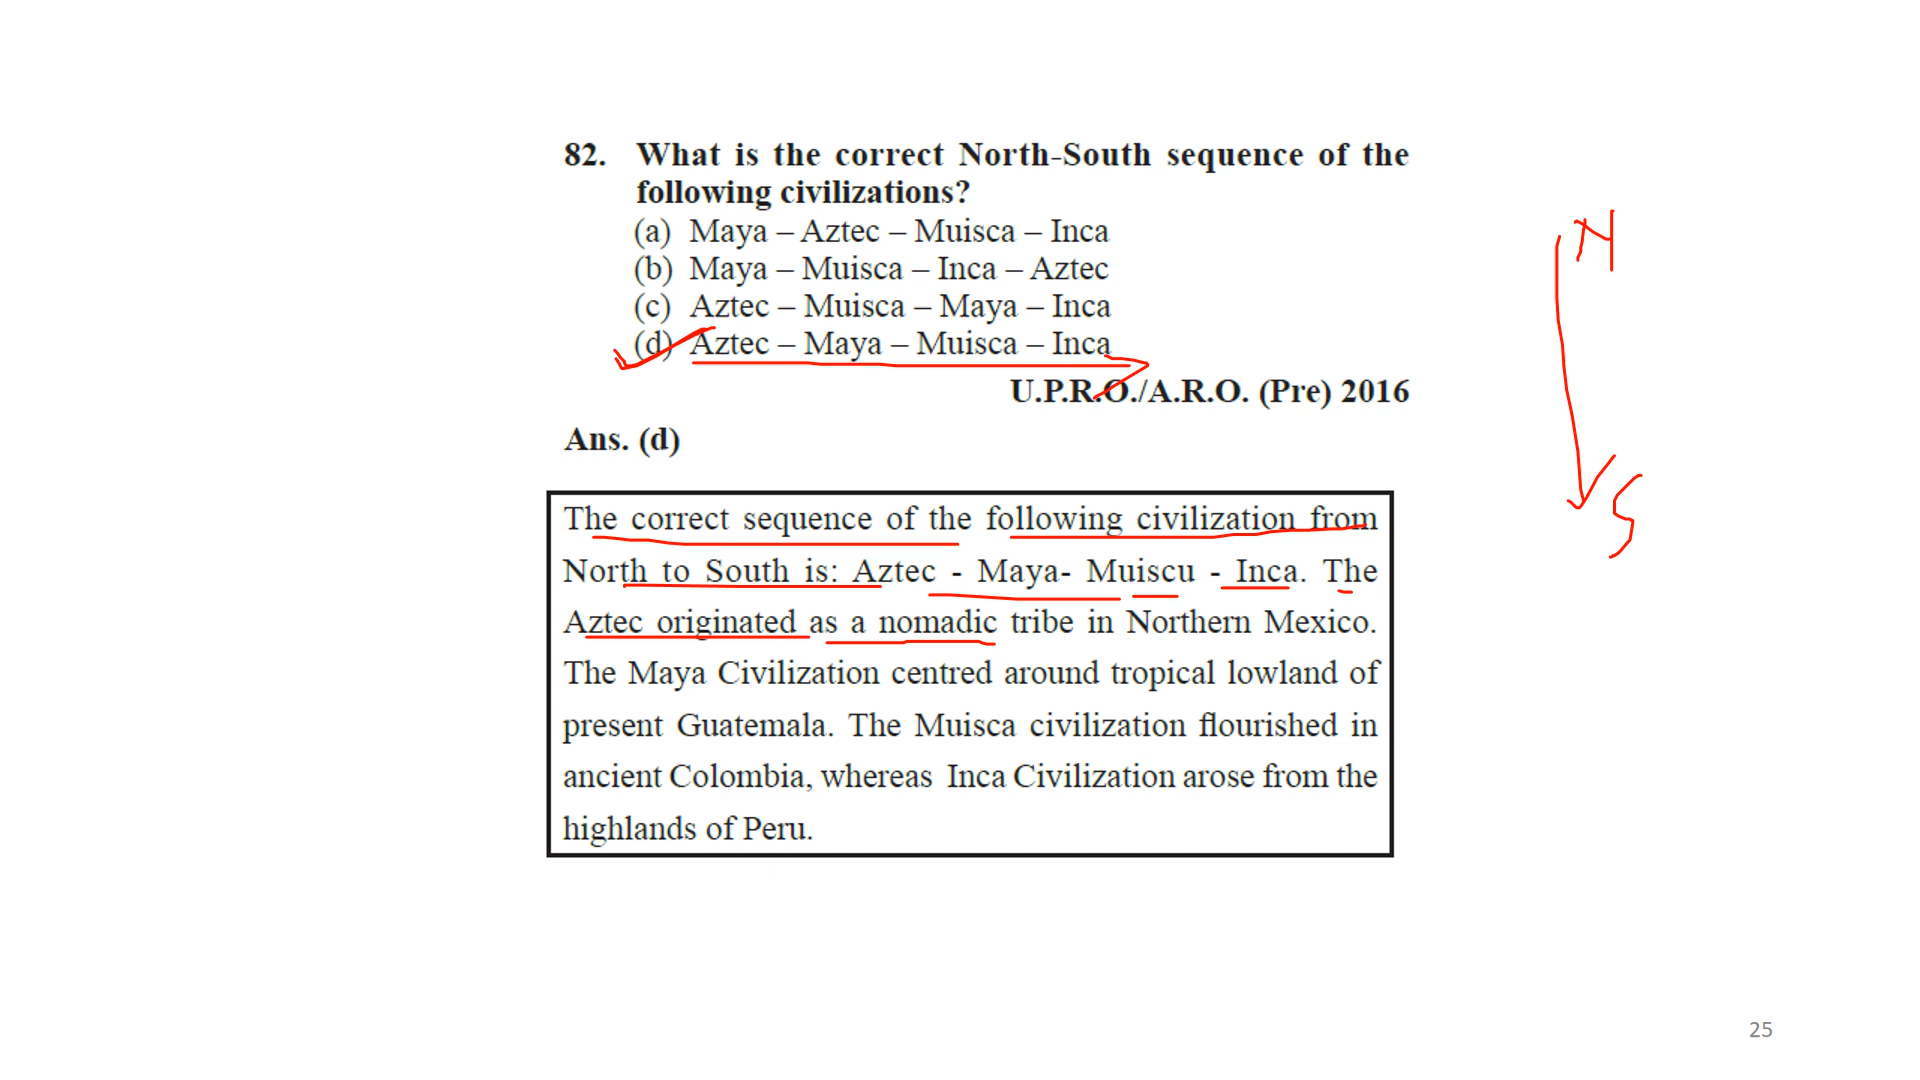 82. What is the correct North-South sequence of the
following civilizations?
(a) Maya – Aztec – Muisca – Inca
(b) Maya – Muisca – Inca – Aztec
(c) Aztec – Muisca – Maya – Inca
(d) Aztec – Maya – Muisca – Inca
U.P.R.O./A.R.O. (Pre) 2016
Ans. (d)
N
S
The correct sequence of the following civilization from
North to South is: Aztec - Maya- Muiscu - Inca. The
Aztec originated as a nomadic tribe in Northern Mexico.
The Maya Civilization centred around tropical lowland of
present Guatemala. The Muisca civilization flourished in
ancient Colombia, whereas Inca Civilization arose from the
highlands of Peru.
25